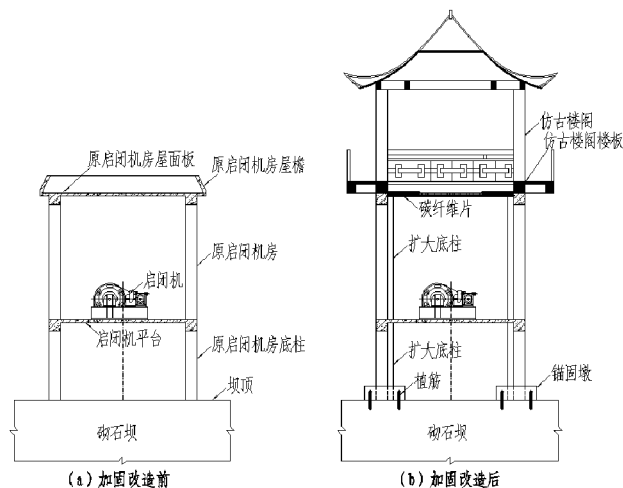 原启闭机房屋面板
原启闭机房屋檐
原启闭机房
启闭机
启闭机平台
原启闭机房底柱
坝顶
砌石坝
(a)加固改造前
仿古楼阁
仿古楼阁楼板
碳纤维片
扩大底柱
扩大底柱
植筋
锚固墩
砌石坝
(b)加固改造后